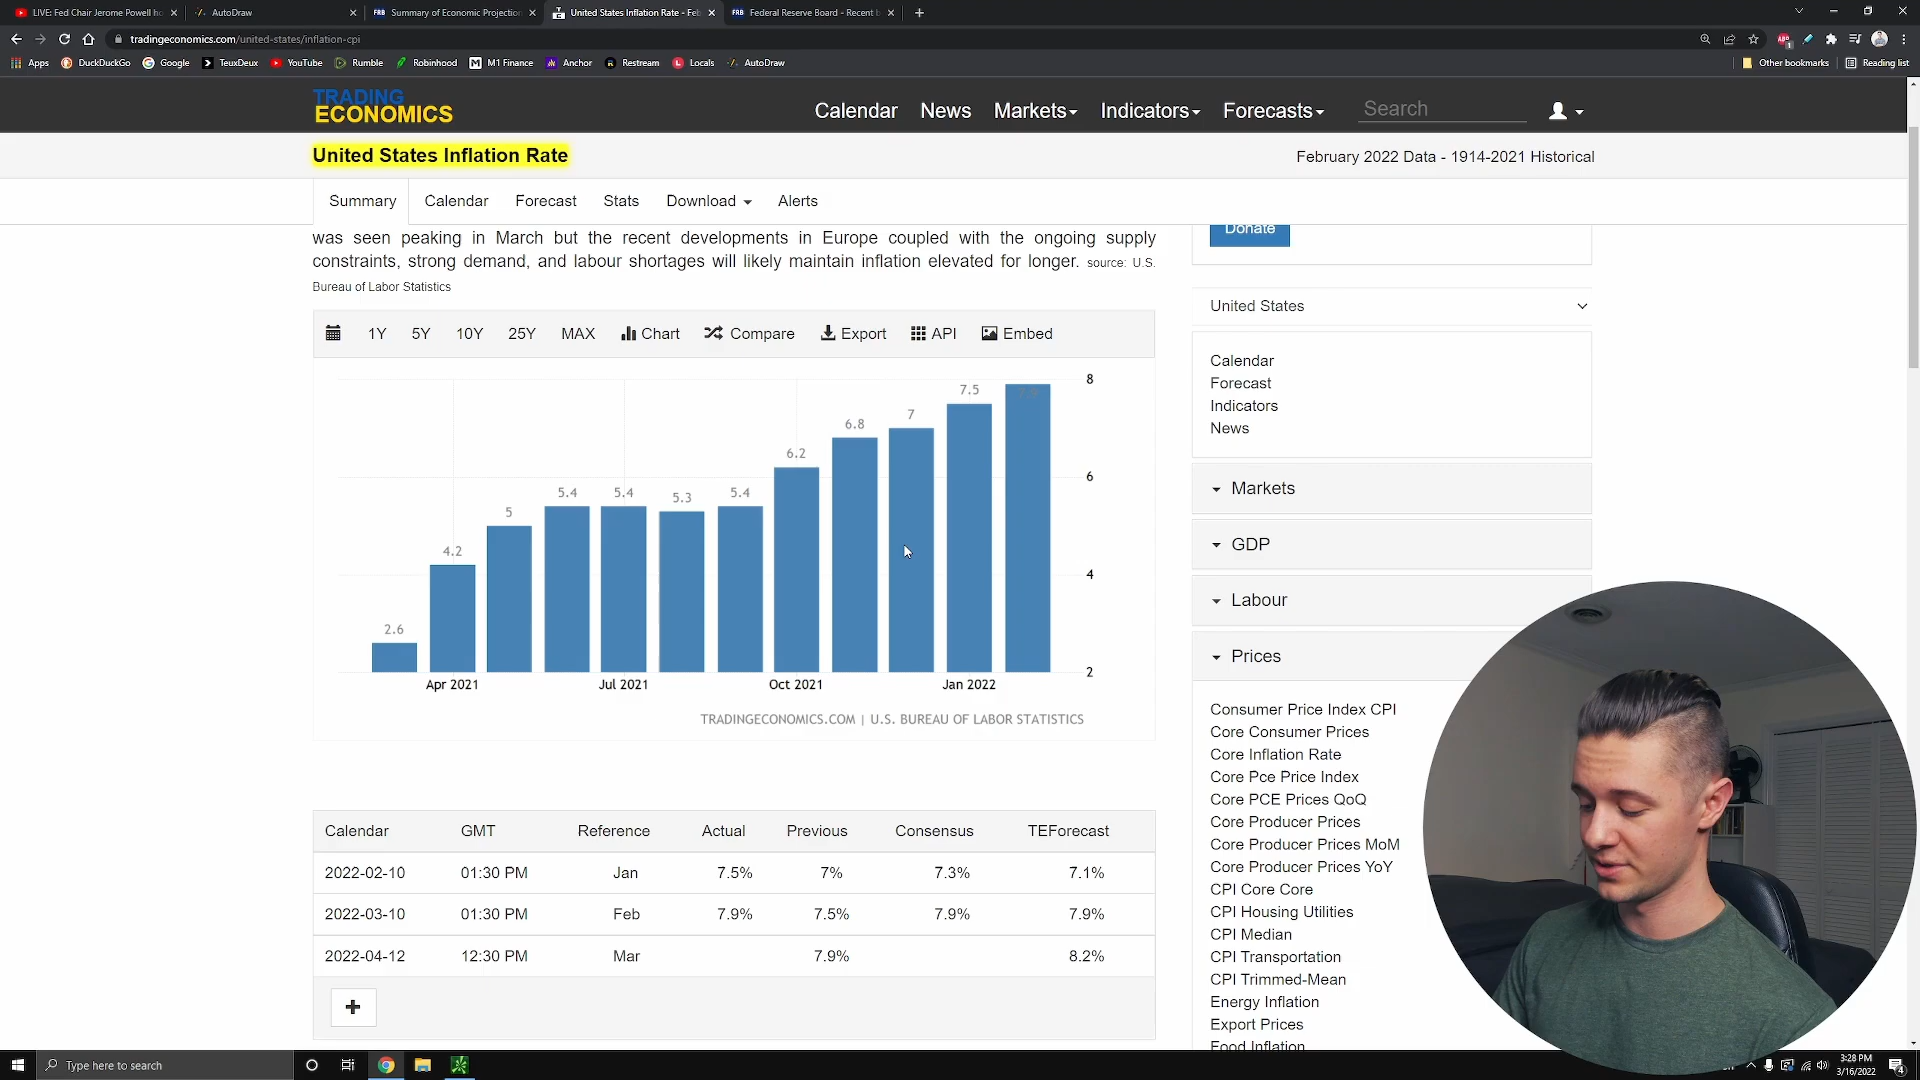 LIVE: Fed Chair Jerome Powell ho
AutoDraw
FRB Summary of Economic Projection
United States Inflation Rate - Feb
FRB Federal Reserve Board - Recent b
tradingeconomics.com/united-states/inflation-cpi
Apps DuckDuckGo Google TeuxDeux YouTube Rumble Robinhood M1 Finance Anchor Restream Locals AutoDraw Other bookmarks Reading list
TRADING
ECONOMICS
Calendar News Markets Indicators Forecasts Search
United States Inflation Rate
February 2022 Data - 1914-2021 Historical
Summary Calendar Forecast Stats Download Alerts
was seen peaking in March but the recent developments in Europe coupled with the ongoing supply
constraints, strong demand, and labour shortages will likely maintain inflation elevated for longer. source: U.S.
Bureau of Labor Statistics
1Y 5Y 10Y 25Y MAX Chart Compare Export API Embed
8
6
4
2
2.6
4.2
5
5.4
5.4
5.3
5.4
6.2
6.8
7
7.5
7.9
Apr 2021 Jul 2021 Oct 2021 Jan 2022
TRADINGECONOMICS.COM | U.S. BUREAU OF LABOR STATISTICS
Calendar GMT Reference Actual Previous Consensus TEForecast
2022-02-10 01:30 PM Jan 7.5% 7% 7.3% 7.1%
2022-03-10 01:30 PM Feb 7.9% 7.5% 7.9% 7.9%
2022-04-12 12:30 PM Mar 7.9% 8.2%
Donate
United States
Calendar
Forecast
Indicators
News
Markets
GDP
Labour
Prices
Consumer Price Index CPI
Core Consumer Prices
Core Inflation Rate
Core Pce Price Index
Core PCE Prices QoQ
Core Producer Prices
Core Producer Prices MoM
Core Producer Prices YoY
CPI Core Core
CPI Housing Utilities
CPI Median
CPI Transportation
CPI Trimmed-Mean
Energy Inflation
Export Prices
Food Inflation
Type here to search
3:28 PM
3/16/2022